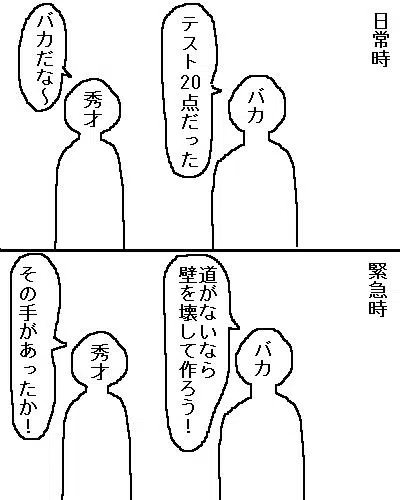 日常時
テスト20点だった
バカ
バカだな〜
秀才
緊急時
道がないなら
壁を壊して作ろう!
バカ
その手があったか!
秀才